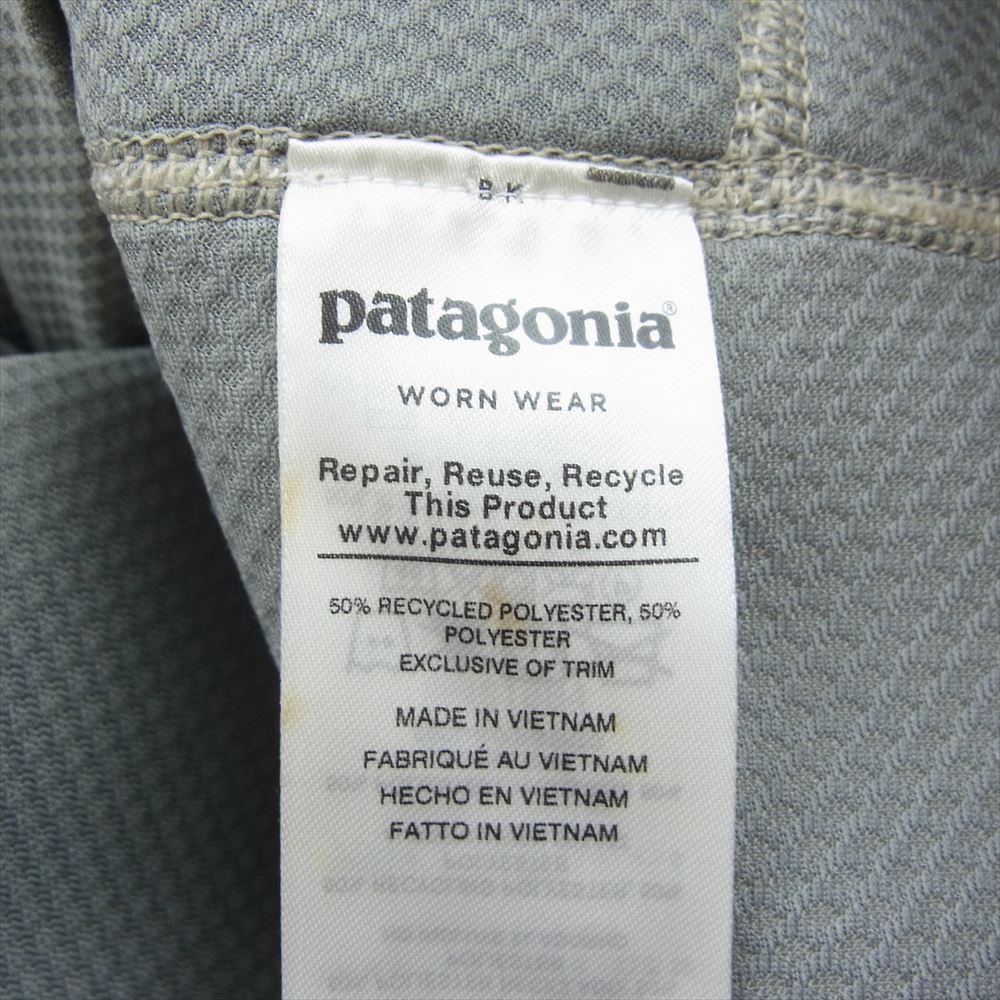 BK
patagonia®
WORN WEAR
Repair, Reuse, Recycle
This Product
www.patagonia.com
50% RECYCLED POLYESTER, 50%
POLYESTER
EXCLUSIVE OF TRIM
MADE IN VIETNAM
FABRIQUÉ AU VIETNAM
HECHO EN VIETNAM
FATTO IN VIETNAM